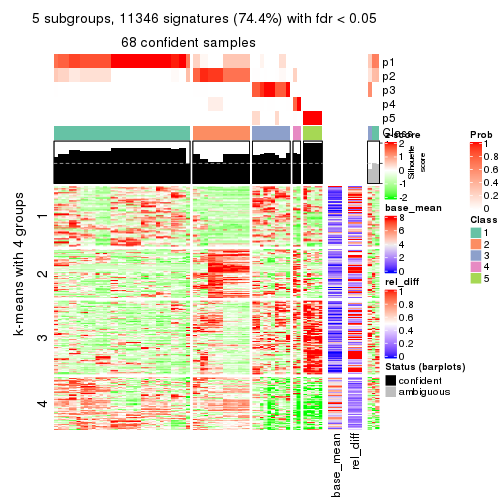 5 subgroups, 11346 signatures (74.4%) with fdr < 0.05
68 confident samples
p1
p2
p3
p4
p5
Class
Silhouette
score
1
2
3
4
k-means with 4 groups
base_mean
rel_diff
z-score
2
1
0
-1
-2
base_mean
8
6
4
2
0
rel_diff
1
0.8
0.6
0.4
0.2
0
Status (barplots)
confident
ambiguous
Prob
1
0.8
0.6
0.4
0.2
0
Class
1
2
3
4
5